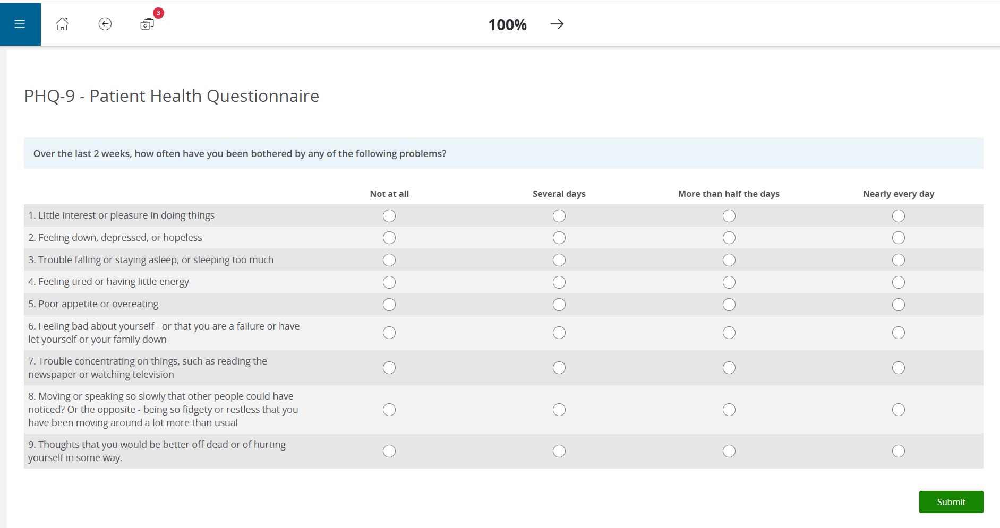 3
100%
PHQ-9 - Patient Health Questionnaire
Over the last 2 weeks, how often have you been bothered by any of the following problems?
Not at all Several days More than half the days Nearly every day
1. Little interest or pleasure in doing things
2. Feeling down, depressed, or hopeless
3. Trouble falling or staying asleep, or sleeping too much
4. Feeling tired or having little energy
5. Poor appetite or overeating
6. Feeling bad about yourself - or that you are a failure or have
let yourself or your family down
7. Trouble concentrating on things, such as reading the
newspaper or watching television
8. Moving or speaking so slowly that other people could have
noticed? Or the opposite - being so fidgety or restless that you
have been moving around a lot more than usual
9. Thoughts that you would be better off dead or of hurting
yourself in some way.
Submit